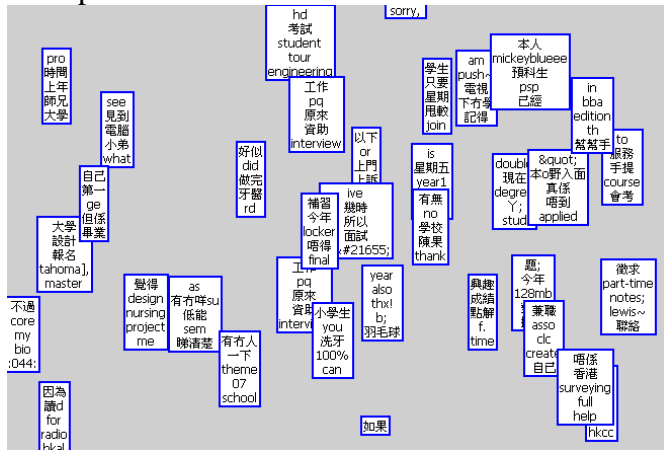 sorry,
hd
考試
student
tour
engineering
本人
mickeyblueee
預科生
psp
已經
pro
時間
上年
師兄
大學
am
push~
電視
下冇學
記得
學生
只要
星期
甩較
join
工作
pq
原來
資助
interview
in
bba
edition
th
幫幫手
see
見到
電腦
小弟
what
以下
or
上門
上訴
to
服務
手提
course
會考
好似
did
做完
牙醫
rd
is
星期五
year1
double
現在
degree
Y;
stud
&quot;
本o野入面
真係
唔到
applied
自己
第一
ge
但係
畢業
ive
幾時
所以
面試
&#21655;
補習
今年
locker
唔得
final
有無
no
學校
陳果
thank
大學
設計
報名
tahoma],
master
題;
今年
128mb
工作
pq
原來
資助
interview
year
also
thx!
b;
羽毛球
徵求
part-time
notes;
lewis~
聯絡
覺得
design
nursing
project
me
as
有冇咩su
低能
sem
睇清楚
興趣
成績
點解
f.
time
不過
core
my
bio
:044:
小學生
you
洗牙
100%
can
兼職
asso
clc
create
自己
有冇人
一下
theme
07
school
唔係
香港
surveying
full
help
因為
讀d
for
radio
hkal
如果
hkcc